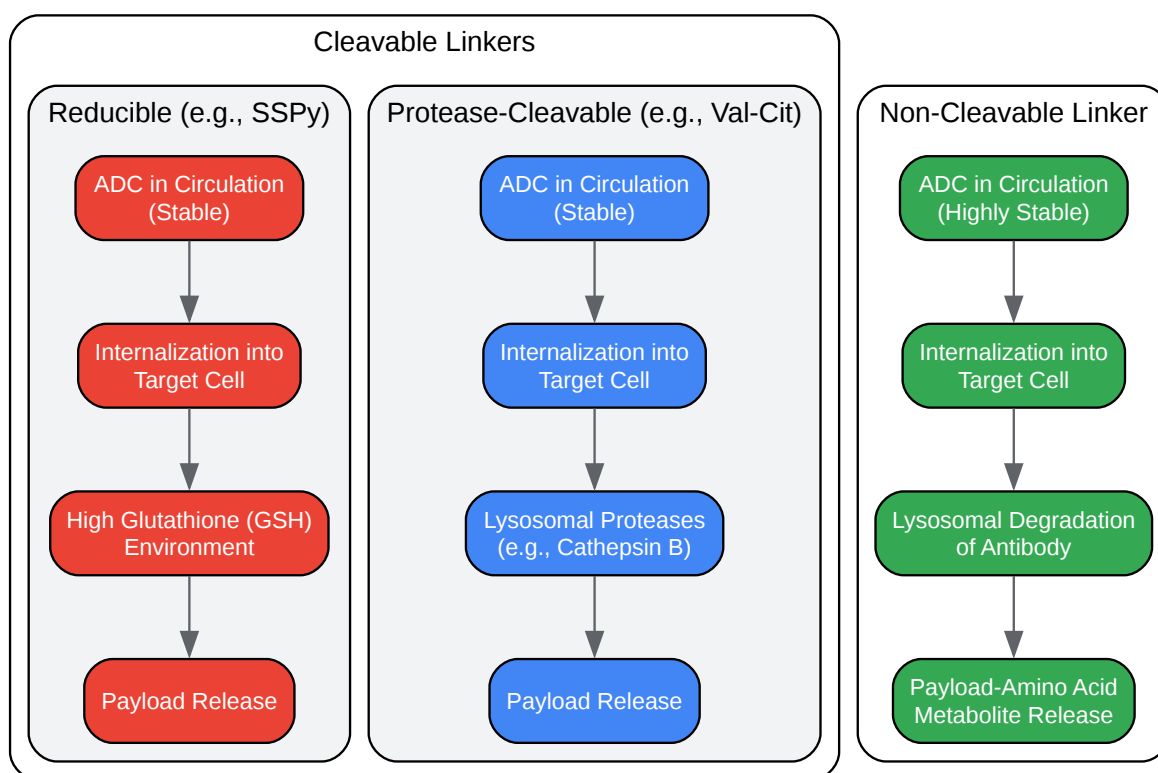 Cleavable Linkers
Reducible (e.g., SSPy)
ADC in Circulation
(Stable)
Internalization into
Target Cell
High Glutathione (GSH)
Environment
Payload Release
Protease-Cleavable (e.g., Val-Cit)
ADC in Circulation
(Stable)
Internalization into
Target Cell
Lysosomal Proteases
(e.g., Cathepsin B)
Payload Release
Non-Cleavable Linker
ADC in Circulation
(Highly Stable)
Internalization into
Target Cell
Lysosomal Degradation
of Antibody
Payload-Amino Acid
Metabolite Release